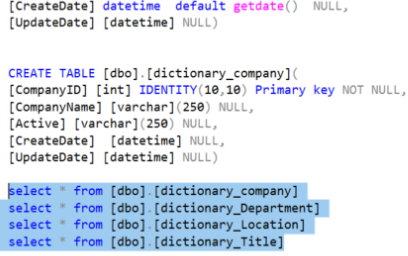 [CreateDate] datetime default getdate() NULL,
[UpdateDate] [datetime] NULL)
CREATE TABLE [dbo].[dictionary_company](
[CompanyID] [int] IDENTITY(10,10) Primary key NOT NULL,
[CompanyName] [varchar](250) NULL,
[Active] [varchar](250) NULL,
[CreateDate] [datetime] NULL,
[UpdateDate] [datetime] NULL)
select * from [dbo].[dictionary_company]
select * from [dbo].[dictionary_Department]
select * from [dbo].[dictionary_Location]
select * from [dbo].[dictionary_Title]